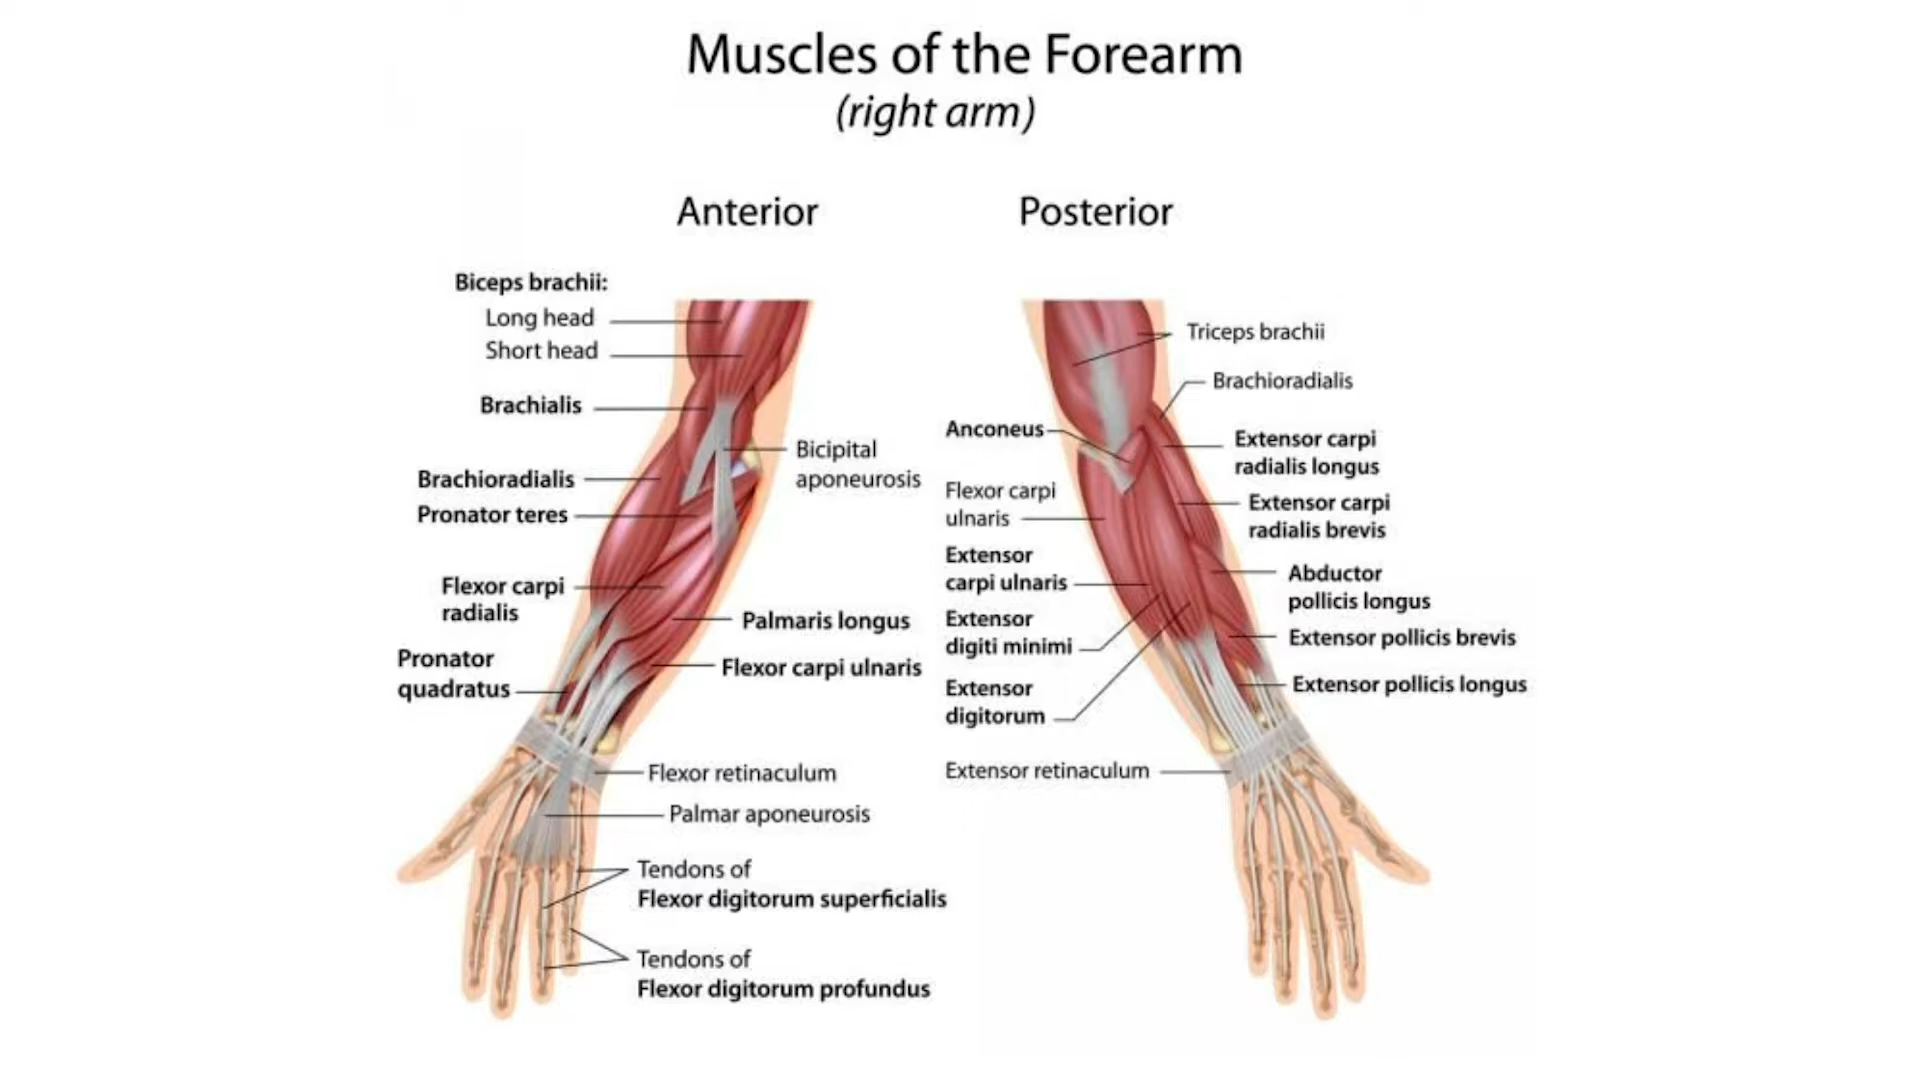 Muscles of the Forearm
(right arm)
Anterior
Biceps brachii:
Long head
Short head
Brachialis
Bicipital
aponeurosis
Brachioradialis
Pronator teres
Flexor carpi
radialis
Palmaris longus
Pronator
quadratus
Flexor carpi ulnaris
Flexor retinaculum
Palmar aponeurosis
Tendons of
Flexor digitorum superficialis
Tendons of
Flexor digitorum profundus
Posterior
Triceps brachii
Brachioradialis
Anconeus
Extensor carpi
radialis longus
Flexor carpi
ulnaris
Extensor carpi
radialis brevis
Extensor
carpi ulnaris
Abductor
pollicis longus
Extensor
digiti minimi
Extensor pollicis brevis
Extensor
digitorum
Extensor pollicis longus
Extensor retinaculum